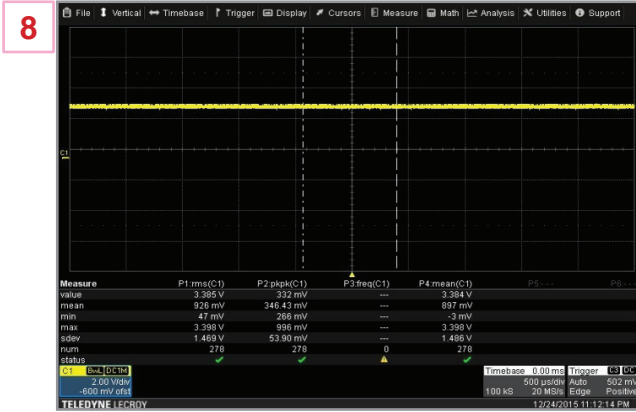 8
File Vertical Timebase Trigger Display Cursors Measure Math Analysis Utilities Support
C1
Measure P1:rms(C1) P2:pkpk(C1) P3:freq(C1) P4:mean(C1) P5:--- P6:---
value 3.385 V 332 mV --- 3.384 V
mean 926 mV 346.43 mV --- 897 mV
min 47 mV 266 mV --- -3 mV
max 3.398 V 996 mV --- 3.398 V
sdev 1.469 V 53.90 mV --- 1.486 V
num 278 278 0 278
status
C1 BwL DC1M Timebase 0.00 ms Trigger C3 DC
2.00 V/div 500 µs/div Auto 502 mV
-600 mV ofst 100 kS 20 MS/s Edge Positive
TELEDYNE LECROY 12/24/2015 11:12:14 PM